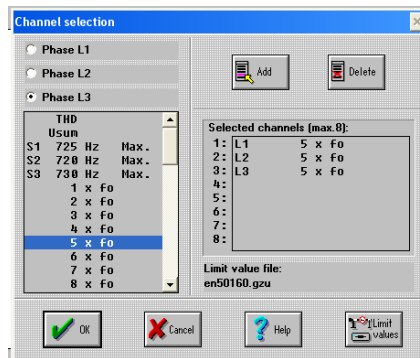 Channel selection
Phase L1
Phase L2
Phase L3
Add
Delete
THD
Usum
S1 725 Hz Max.
S2 720 Hz Max.
S3 730 Hz Max.
1 x fo
2 x fo
3 x fo
4 x fo
5 x fo
6 x fo
7 x fo
8 x fo
Selected channels (max.8):
1: L1 5 x fo
2: L2 5 x fo
3: L3 5 x fo
4:
5:
6:
7:
8:
Limit value file:
en50160.gzu
OK
Cancel
Help
Limit values